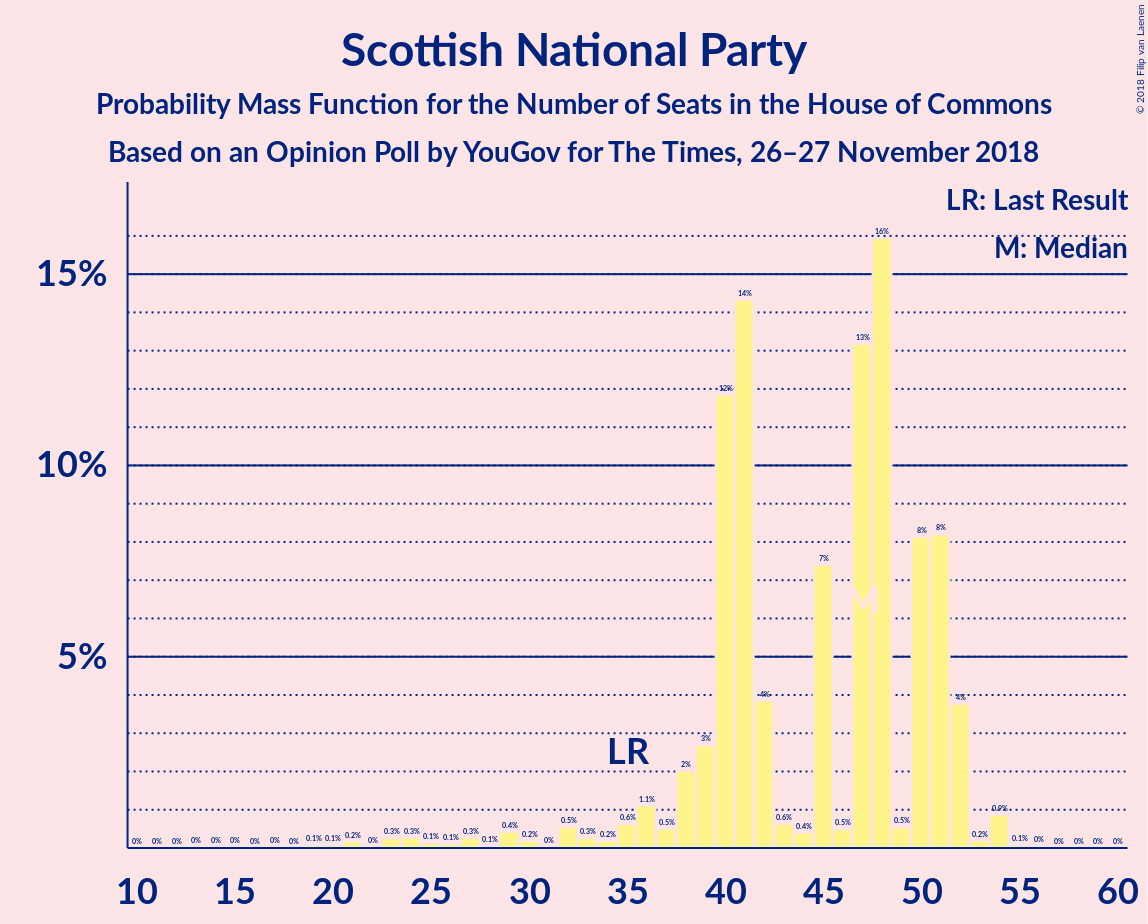 © 2018 Filip van Laenen
Scottish National Party
Probability Mass Function for the Number of Seats in the House of Commons
Based on an Opinion Poll by YouGov for The Times, 26–27 November 2018
LR: Last Result
M: Median
15%
10%
5%
0% 0% 0% 0% 0% 0% 0% 0% 0% 0.1% 0.1% 0.2% 0% 0.3% 0.3% 0.1% 0.1% 0.3% 0.1% 0.4% 0.2% 0% 0.5% 0.3% 0.2% 0.6% 1.1% 0.5% 2% 3% 12% 14% 4% 0.6% 0.4% 7% 0.5% 13% 16% 0.5% 8% 8% 4% 0.2% 0.9% 0.1% 0% 0% 0% 0% 0%
LR
M
10 15 20 25 30 35 40 45 50 55 60